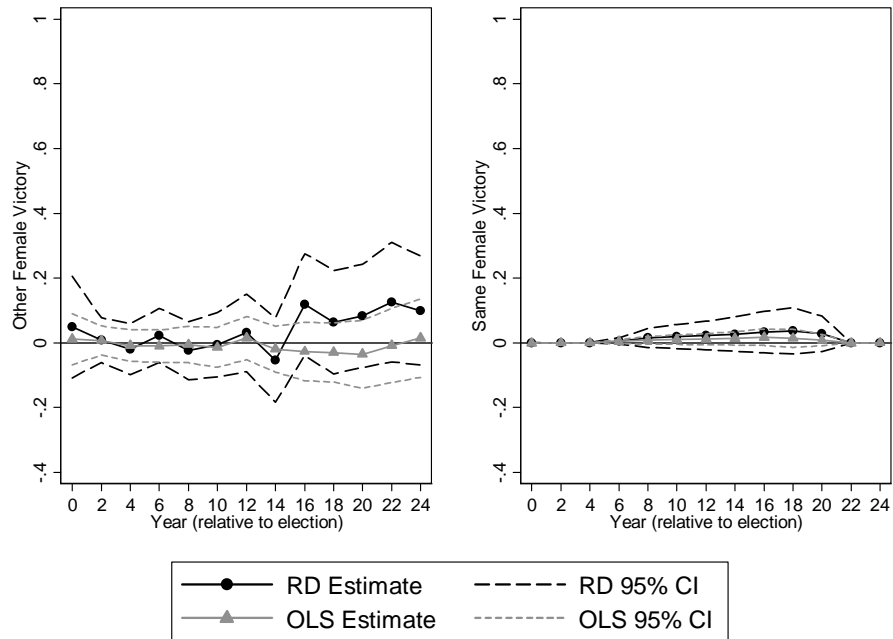 Other Female Victory
1
.8
.6
.4
.2
0
-.2
-.4
0 2 4 6 8 10 12 14 16 18 20 22 24
Year (relative to election)
Same Female Victory
1
.8
.6
.4
.2
0
-.2
-.4
0 2 4 6 8 10 12 14 16 18 20 22 24
Year (relative to election)
RD Estimate
RD 95% CI
OLS Estimate
OLS 95% CI